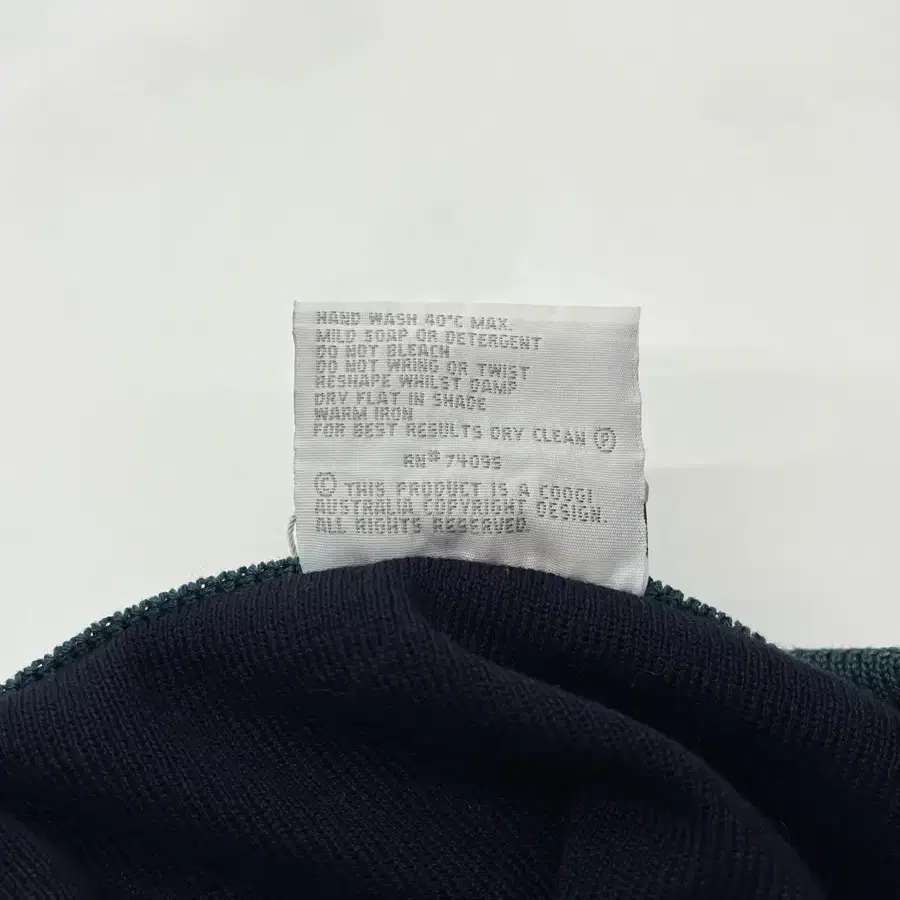 HAND WASH 40°C MAX.
MILD SOAP OR DETERGENT
DO NOT BLEACH
DO NOT WRING OR TWIST
RESHAPE WHILST DAMP
DRY FLAT IN SHADE
WARM IRON
FOR BEST RESULTS DRY CLEAN Ⓟ
RN# 74095
© THIS PRODUCT IS A COOGI
AUSTRALIA COPYRIGHT DESIGN.
ALL RIGHTS RESERVED.